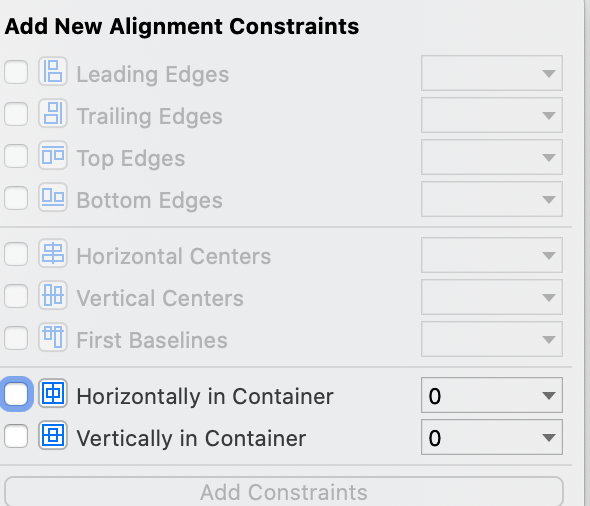 Add New Alignment Constraints
Leading Edges
Trailing Edges
Top Edges
Bottom Edges
Horizontal Centers
Vertical Centers
First Baselines
Horizontally in Container 0
Vertically in Container 0
Add Constraints